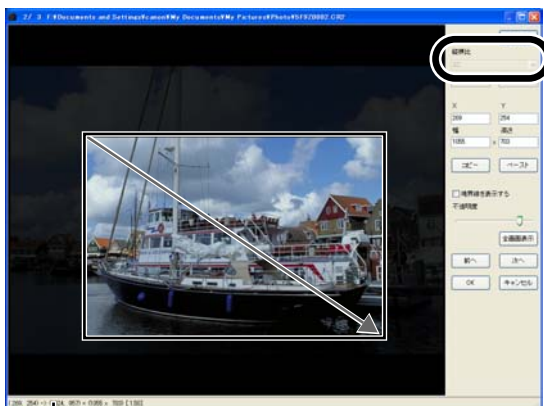 2/ 3 F:¥Documents and Settings¥canon¥My Documents¥My Pictures¥Photo¥5F9Z0002.CR2
縦横比
X Y
269 254
幅 高さ
1055 x 703
コピー ペースト
境界線を表示する
不透明度
全画面表示
前へ 次へ
OK キャンセル